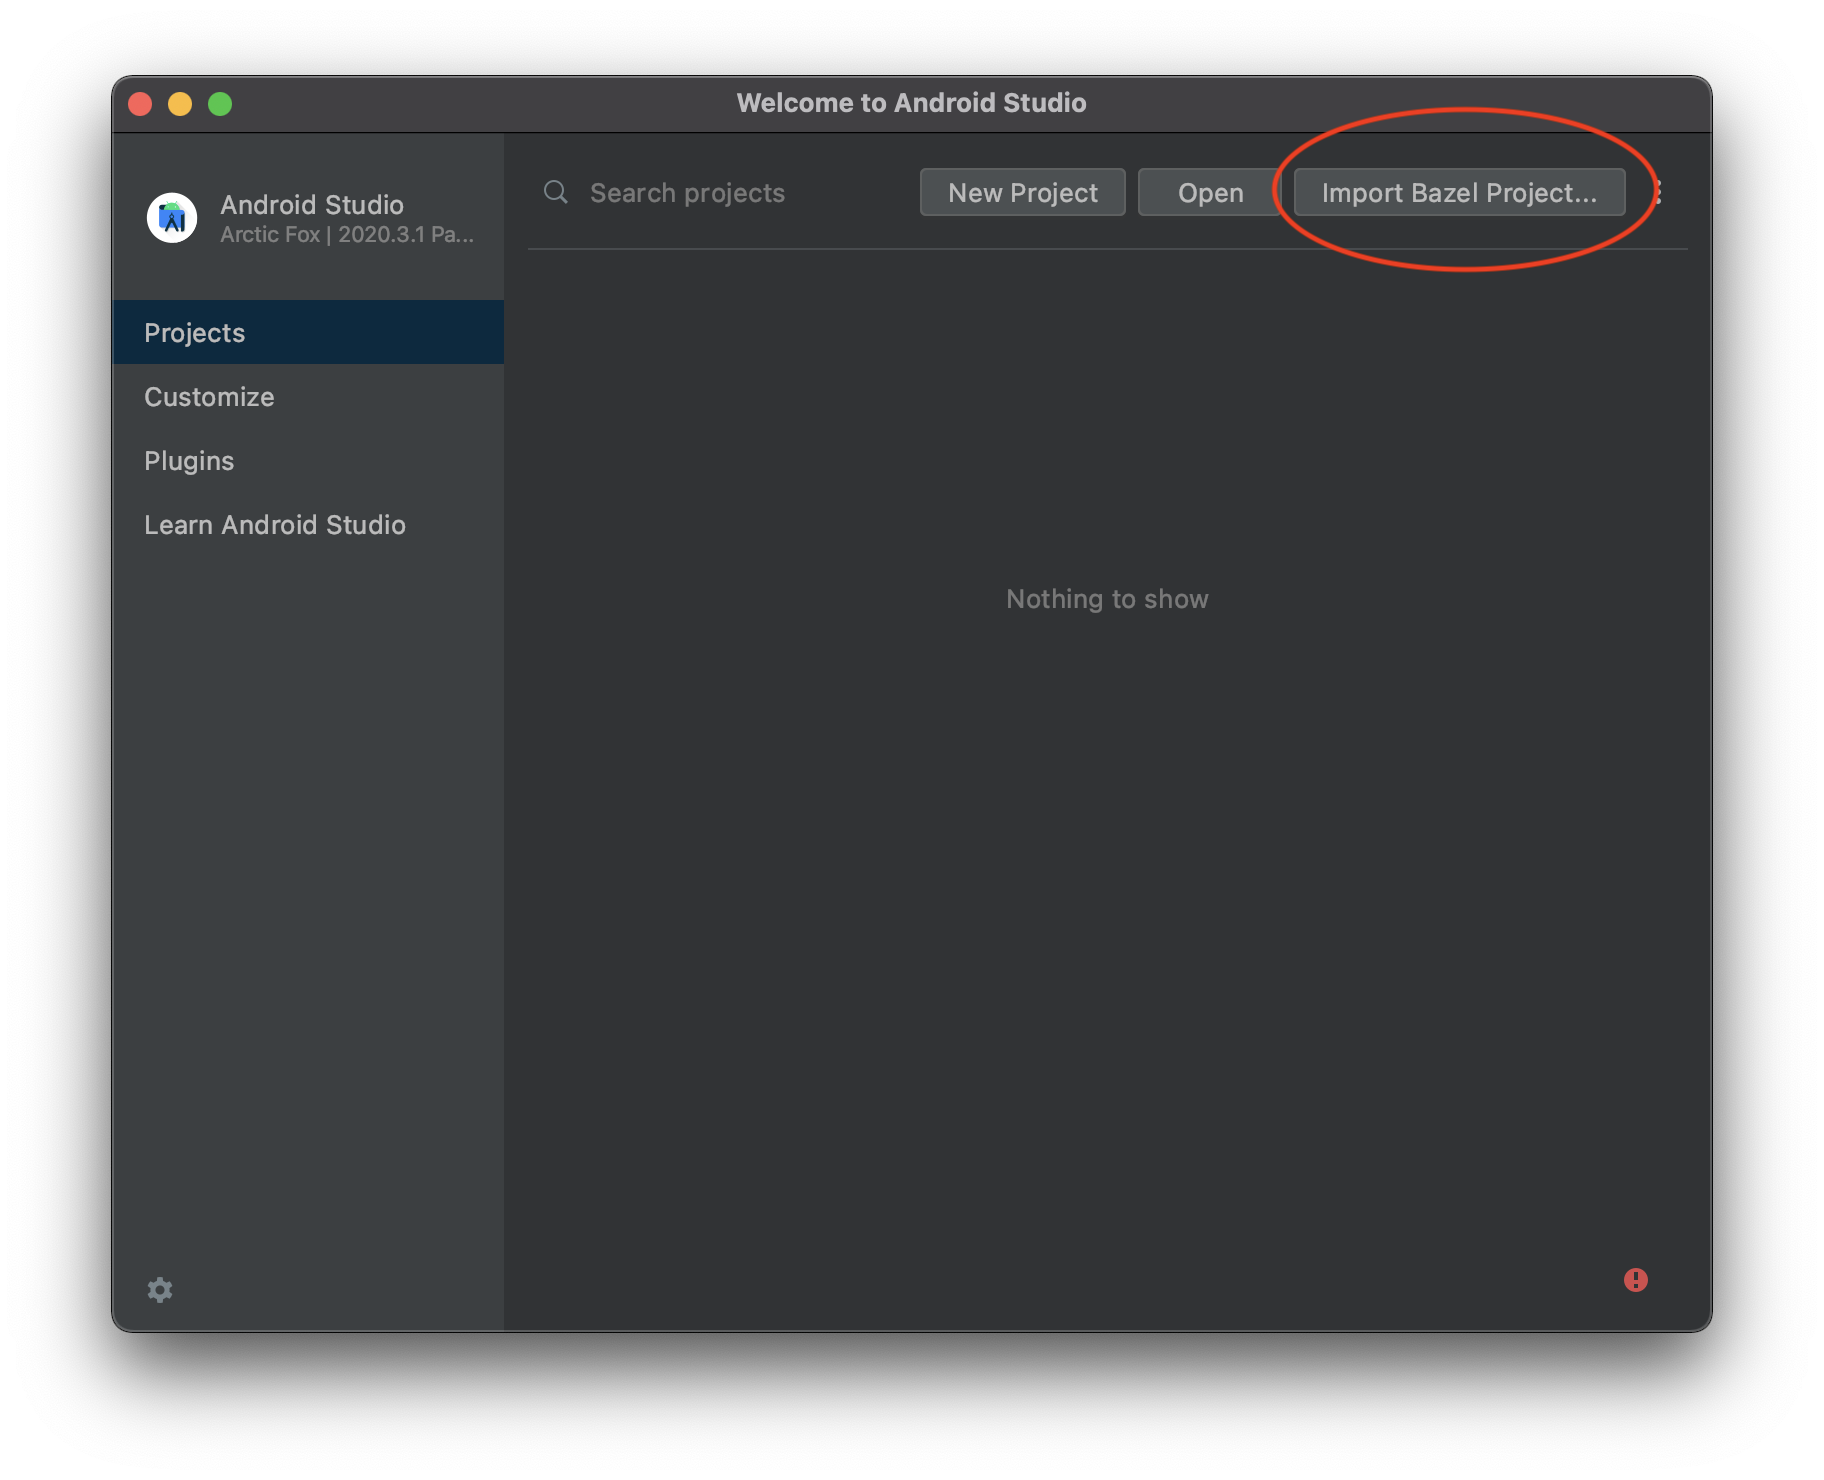 Welcome to Android Studio
Android Studio
Arctic Fox | 2020.3.1 Pa...
Search projects
New Project
Open
Import Bazel Project...
Projects
Customize
Plugins
Learn Android Studio
Nothing to show